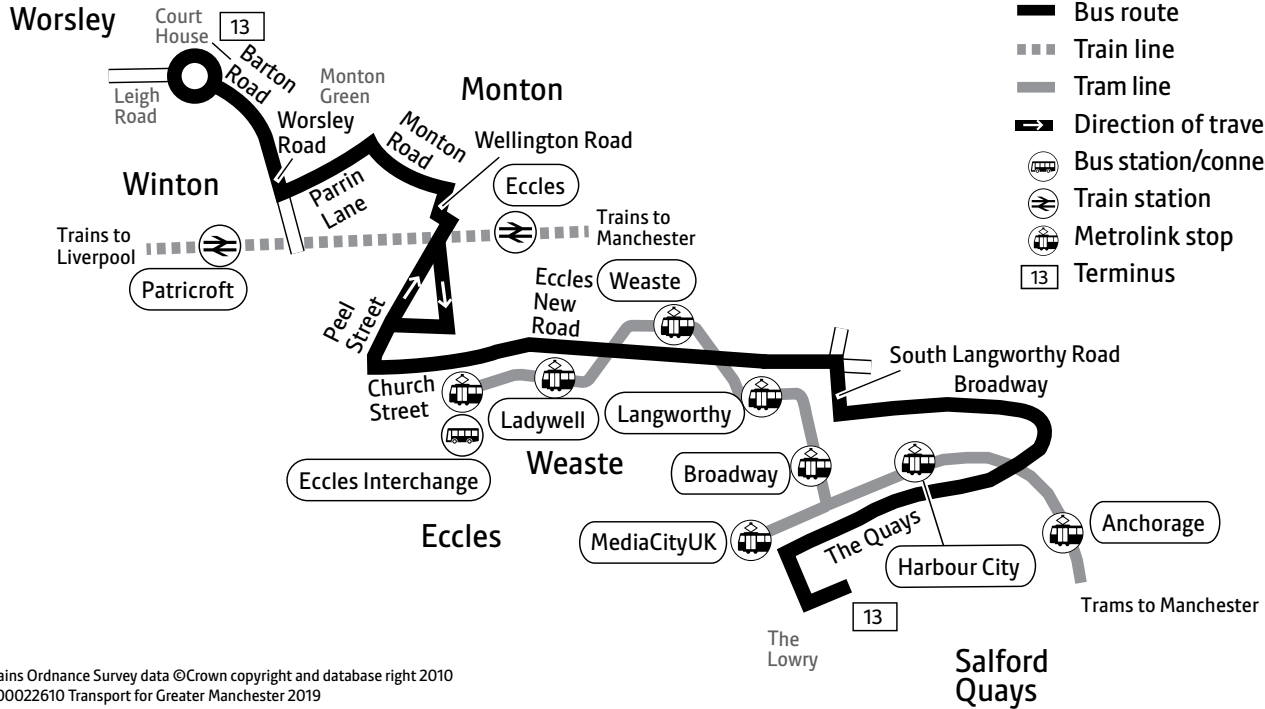 Worsley
Court
House
13
Barton
Road
Leigh
Road
Monton
Green
Monton
Worsley
Road
Monton
Road
Wellington Road
Winton
Parrin
Lane
Eccles
Trains to
Liverpool
Trains to
Manchester
Patricroft
Peel
Street
Eccles
New
Road
Weaste
South Langworthy Road
Broadway
Church
Street
Ladywell
Langworthy
Weaste
Eccles Interchange
Broadway
Eccles
MediaCityUK
The Quays
Harbour City
Anchorage
Trams to Manchester
13
The
Lowry
Salford
Quays
Bus route
Train line
Tram line
Direction of trave
Bus station/conne
Train station
Metrolink stop
13 Terminus
ains Ordnance Survey data ©Crown copyright and database right 2010
00022610 Transport for Greater Manchester 2019